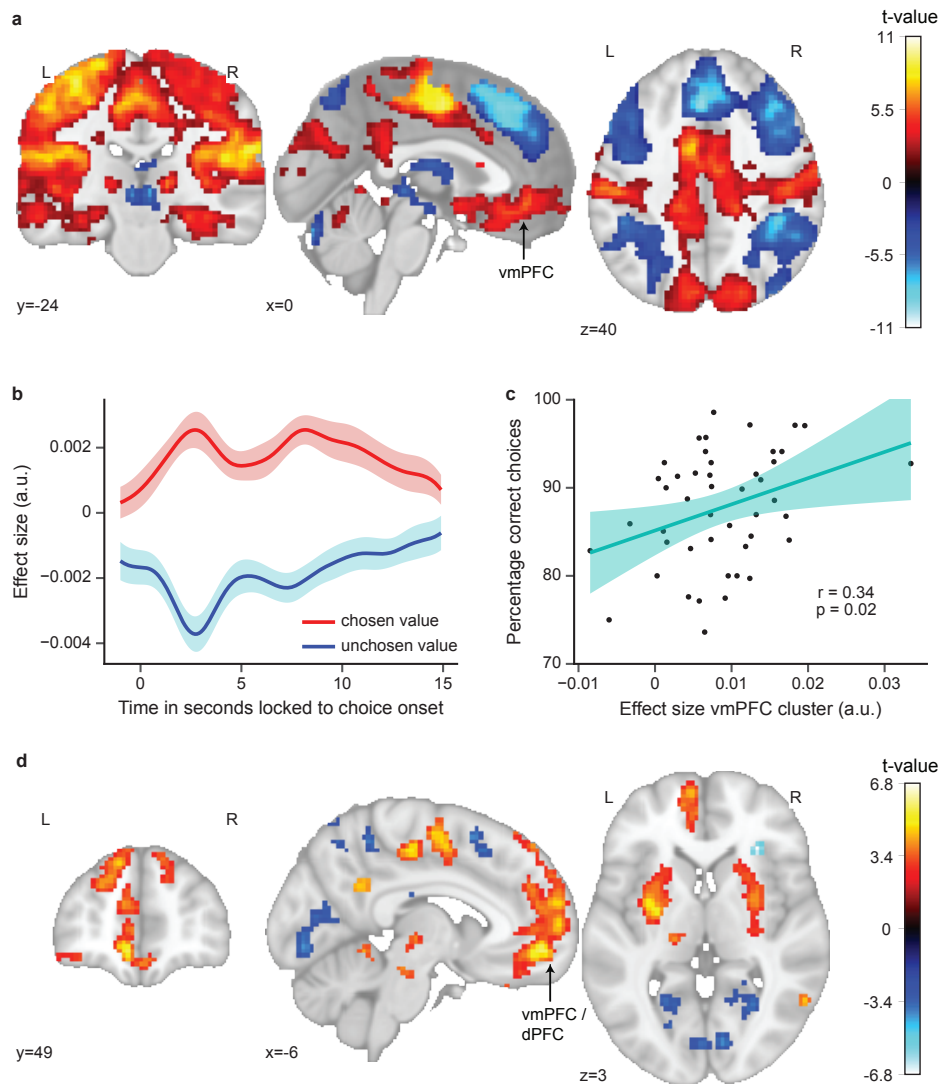 a
t-value
L
R
L
R
11
5.5
0
-5.5
-11
vmPFC
y=-24
x=0
z=40
b
Effect size (a.u.)
0.002
0
−0.002
−0.004
chosen value
unchosen value
0
5
10
15
Time in seconds locked to choice onset
c
Percentage correct choices
100
90
80
70
r = 0.34
p = 0.02
−0.01
0
0.01
0.02
0.03
Effect size vmPFC cluster (a.u.)
d
t-value
L
R
L
R
6.8
3.4
0
-3.4
-6.8
vmPFC /
dPFC
y=49
x=-6
z=3